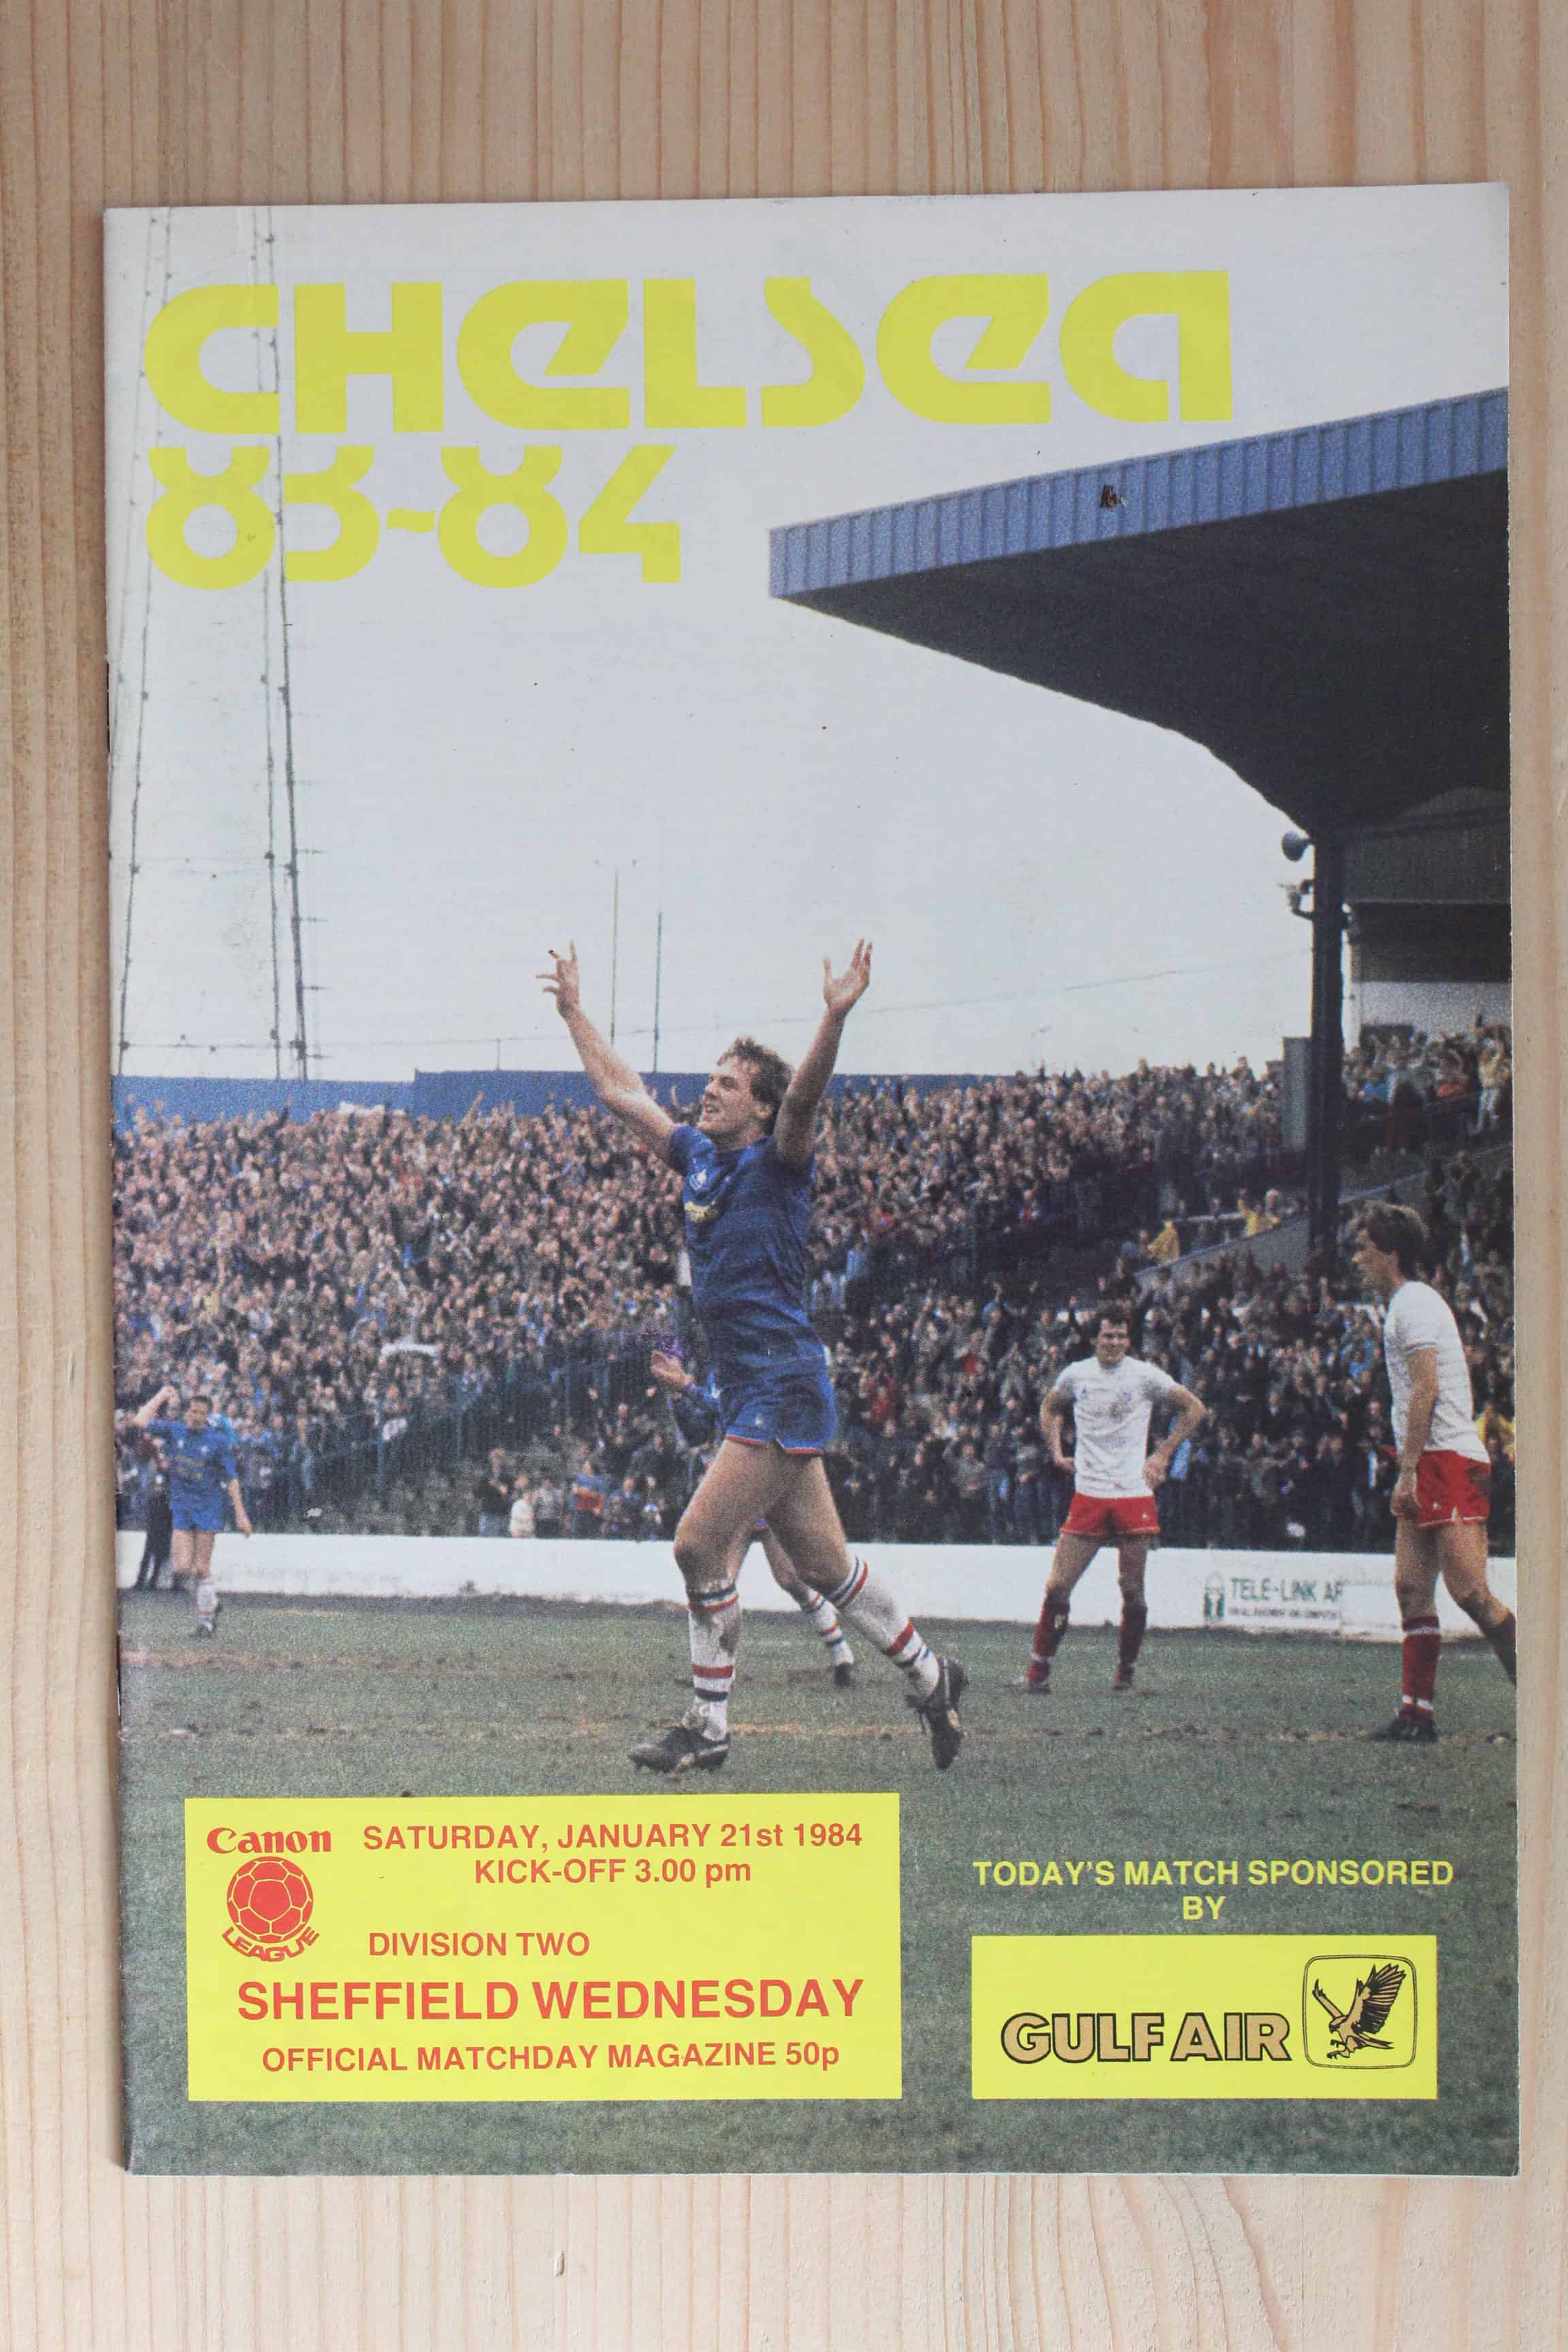 CHELSEA
83-84
TELE-LINK
Canon
LEAGUE
SATURDAY, JANUARY 21st 1984
KICK-OFF 3.00 pm
DIVISION TWO
SHEFFIELD WEDNESDAY
OFFICIAL MATCHDAY MAGAZINE 50p
TODAY'S MATCH SPONSORED
BY
GULF AIR